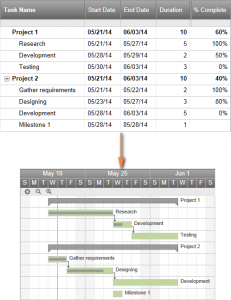 Task Name Start Date End Date Duration % Complete
Project 1 05/21/14 06/03/14 10 60%
Research 05/21/14 05/27/14 5 100%
Development 05/28/14 05/29/14 2 50%
Testing 05/30/14 06/03/14 3 0%
Project 2 05/21/14 06/03/14 10 40%
Gather requirements 05/21/14 05/22/14 2 100%
Designing 05/23/14 05/27/14 3 80%
Development 05/28/14 06/03/14 5 0%
Milestone 1 05/28/14 05/28/14 1
May 18 May 25 Jun 1
S M T W T F S S M T W T F S S M T W T F S
Project 1
Research
Development
Testing
Project 2
Gather requirements
Designing
Development
Milestone 1